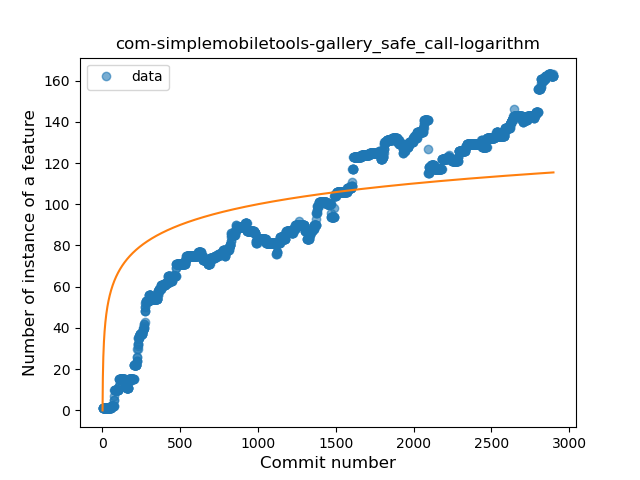 com-simplemobiletools-gallery_safe_call-logarithm
data
Number of instance of a feature
160
140
120
100
80
60
40
20
0
0 500 1000 1500 2000 2500 3000
Commit number